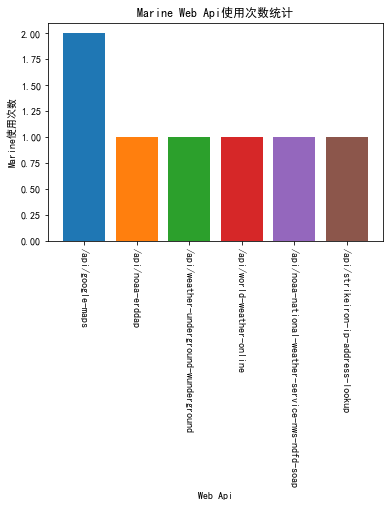 Marine Web Api使用次数统计
Marine使用次数
2.00
1.75
1.50
1.25
1.00
0.75
0.50
0.25
0.00
/api/google-maps
/api/noaa-erddap
/api/weather-underground-wunderground
/api/world-weather-online
/api/noaa-national-weather-service-nws-ndfd-soap
/api/strikeiron-ip-address-lookup
Web Api